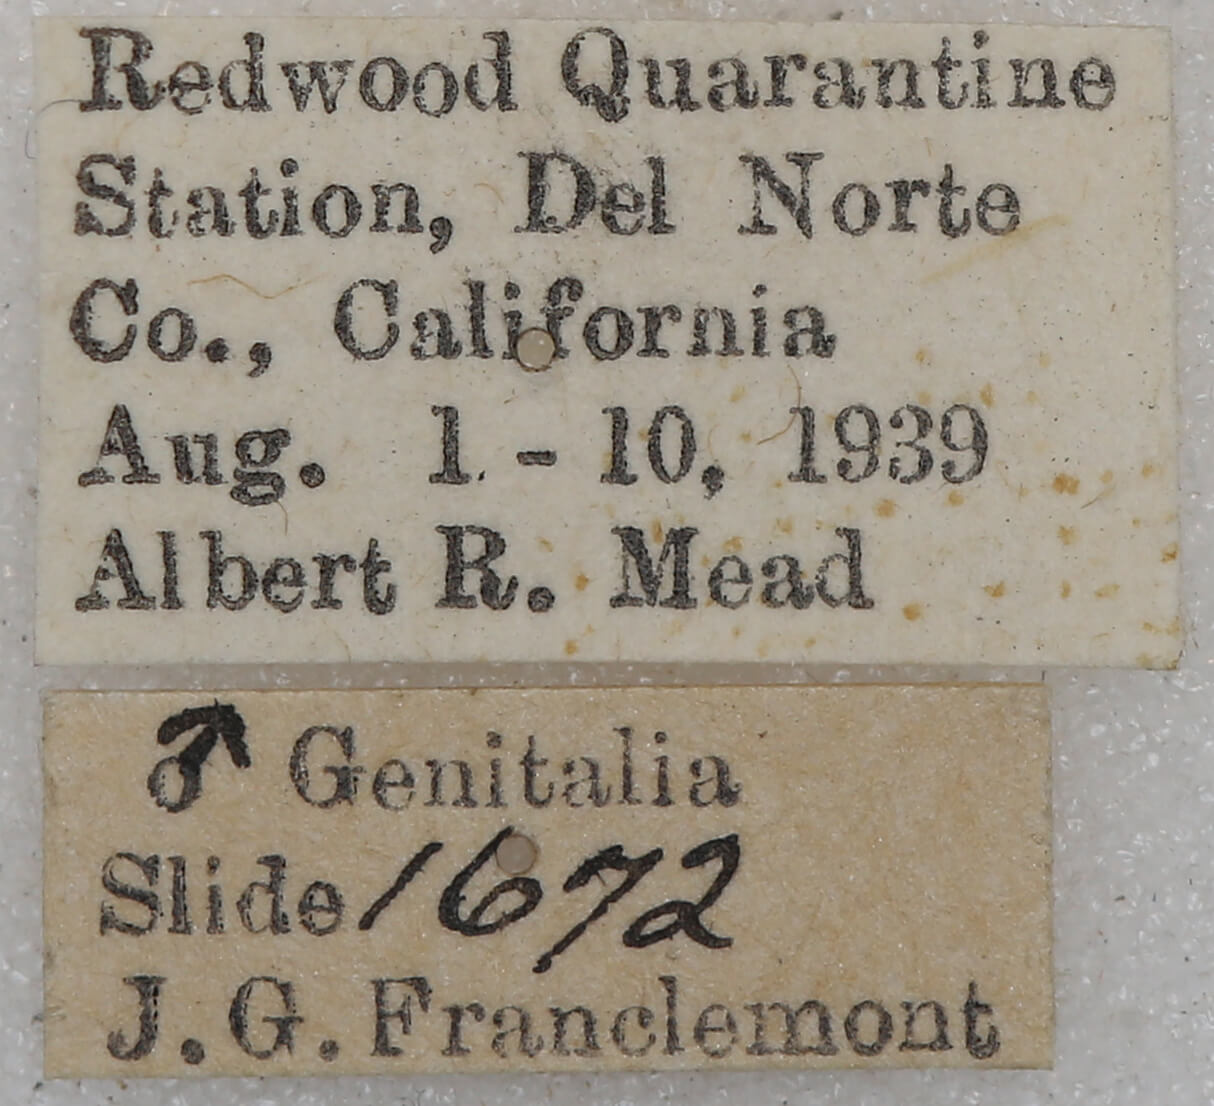 Redwood Quarantine
Station, Del Norte
Co., California
Aug. 1 - 10, 1939
Albert R. Mead
♂ Genitalia
Slide 1672
J. G. Franclemont